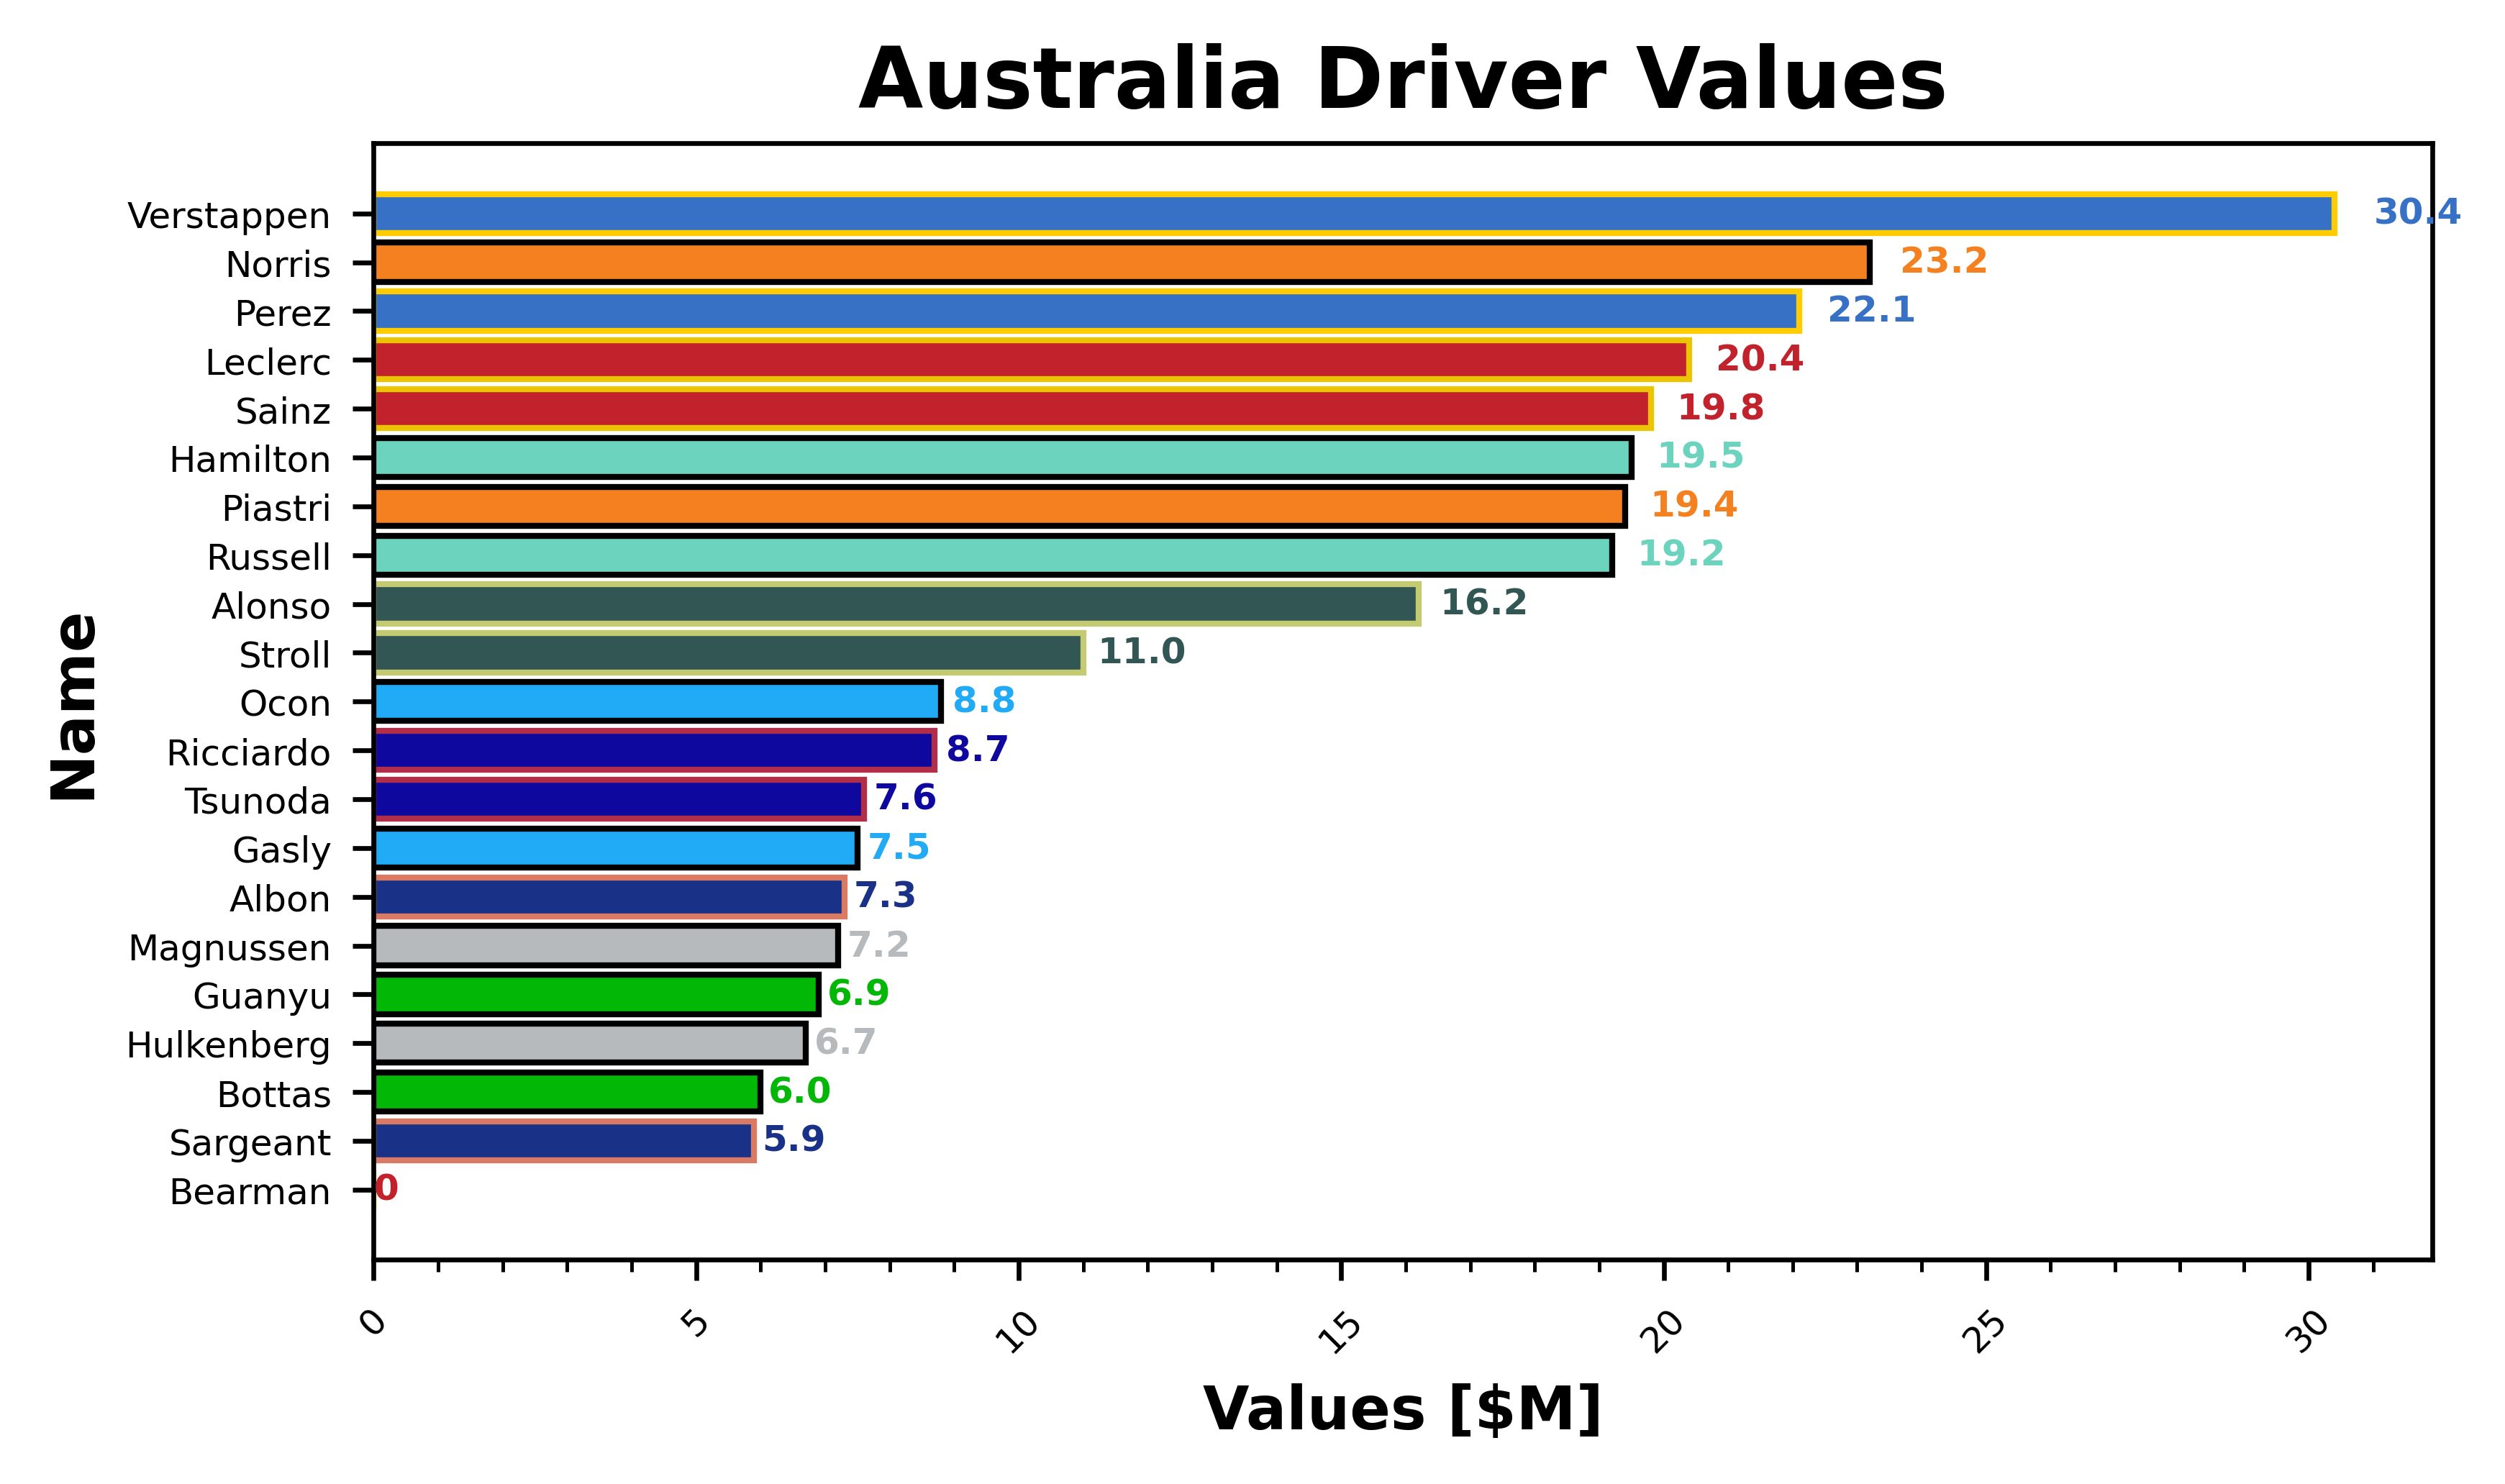 Australia Driver Values
Verstappen 30.4
Norris 23.2
Perez 22.1
Leclerc 20.4
Sainz 19.8
Hamilton 19.5
Piastri 19.4
Russell 19.2
Alonso 16.2
Stroll 11.0
Ocon 8.8
Ricciardo 8.7
Tsunoda 7.6
Gasly 7.5
Albon 7.3
Magnussen 7.2
Guanyu 6.9
Hulkenberg 6.7
Bottas 6.0
Sargeant 5.9
Bearman 0
Name
0 5 10 15 20 25 30
Values [$M]